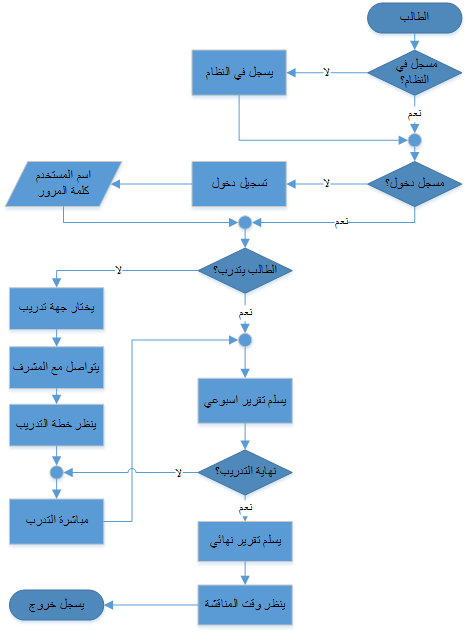 الطالب
مسجل في
النظام؟
لا
يسجل في النظام
نعم
مسجل دخول؟
لا
تسجيل دخول
اسم المستخدم
كلمة المرور
نعم
الطالب يتدرب؟
لا
نعم
يختار جهة تدريب
يتواصل مع المشرف
ينظر خطة التدريب
مباشرة التدرب
يسلم تقرير اسبوعي
نهاية التدريب؟
لا
نعم
يسلم تقرير نهائي
ينظر وقت المناقشة
يسجل خروج